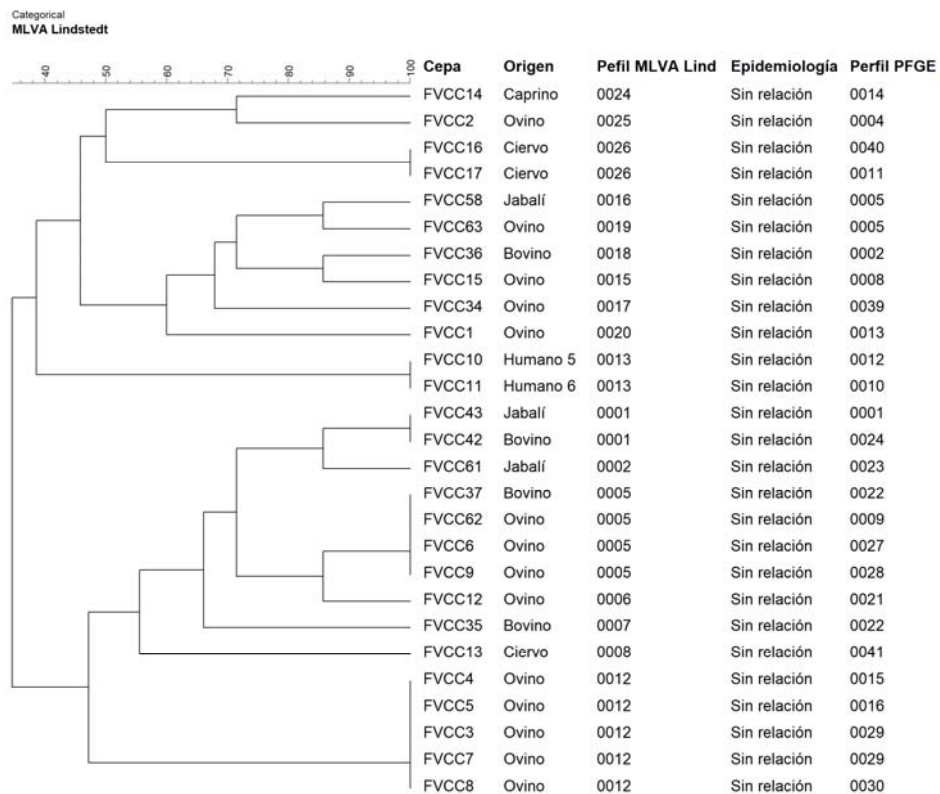 Categorical
MLVA Lindstedt
40 50 60 70 80 90 100
Cepa Origen Pefil MLVA Lind Epidemiología Perfil PFGE
FVCC14 Caprino 0024 Sin relación 0014
FVCC2 Ovino 0025 Sin relación 0004
FVCC16 Ciervo 0026 Sin relación 0040
FVCC17 Ciervo 0026 Sin relación 0011
FVCC58 Jabalí 0016 Sin relación 0005
FVCC63 Ovino 0019 Sin relación 0005
FVCC36 Bovino 0018 Sin relación 0002
FVCC15 Ovino 0015 Sin relación 0008
FVCC34 Ovino 0017 Sin relación 0039
FVCC1 Ovino 0020 Sin relación 0013
FVCC10 Humano 5 0013 Sin relación 0012
FVCC11 Humano 6 0013 Sin relación 0010
FVCC43 Jabalí 0001 Sin relación 0001
FVCC42 Bovino 0001 Sin relación 0024
FVCC61 Jabalí 0002 Sin relación 0023
FVCC37 Bovino 0005 Sin relación 0022
FVCC62 Ovino 0005 Sin relación 0009
FVCC6 Ovino 0005 Sin relación 0027
FVCC9 Ovino 0005 Sin relación 0028
FVCC12 Ovino 0006 Sin relación 0021
FVCC35 Bovino 0007 Sin relación 0022
FVCC13 Ciervo 0008 Sin relación 0041
FVCC4 Ovino 0012 Sin relación 0015
FVCC5 Ovino 0012 Sin relación 0016
FVCC3 Ovino 0012 Sin relación 0029
FVCC7 Ovino 0012 Sin relación 0029
FVCC8 Ovino 0012 Sin relación 0030